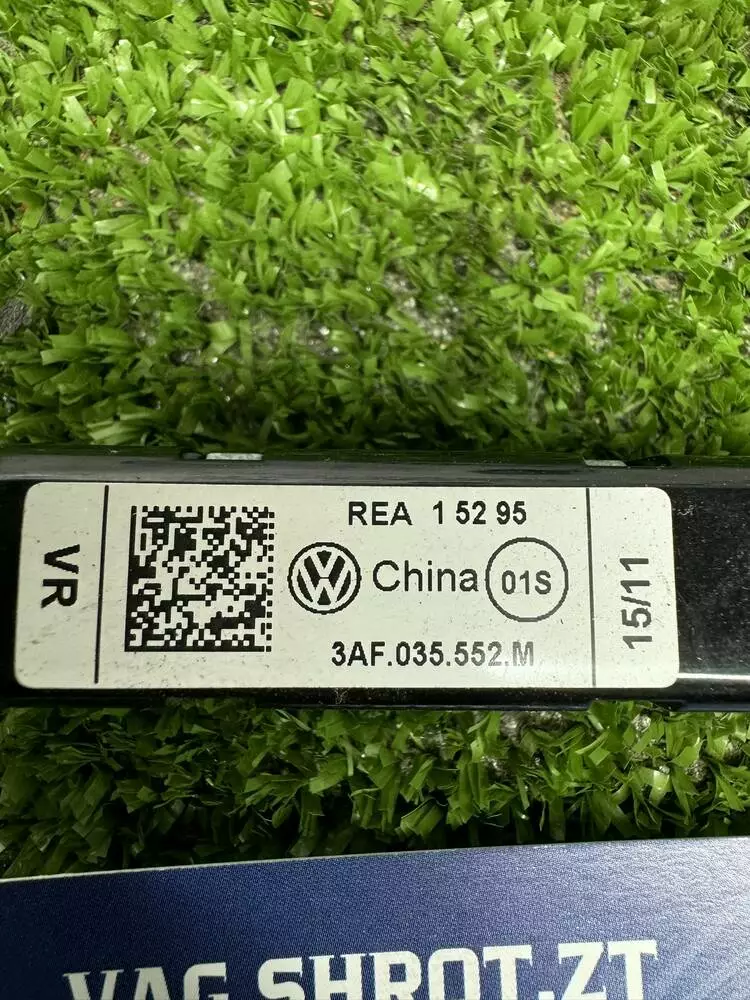 VR
REA 1 52 95
China 01S
3AF.035.552.M
15/11
VAG SHROT.ZT